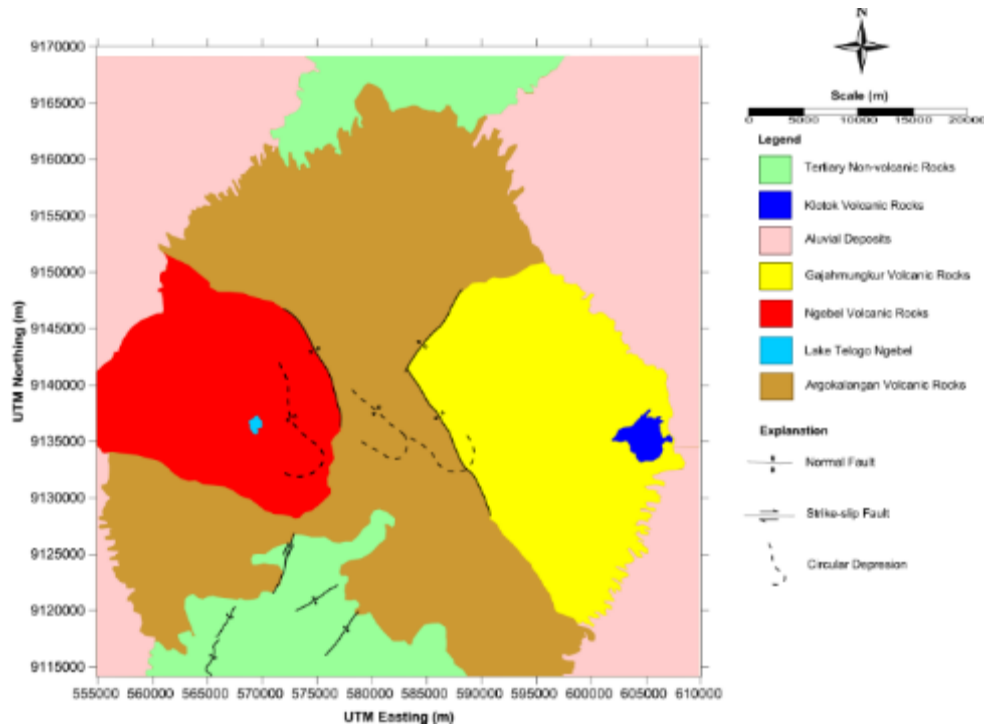 N
Scale (m)
0 5000 10000 15000 20000
Legend
Tertiary Non-volcanic Rocks
Klotok Volcanic Rocks
Aluvial Deposits
Gajahmungkur Volcanic Rocks
Ngebel Volcanic Rocks
Lake Telogo Ngebel
Argokalangan Volcanic Rocks
Explanation
Normal Fault
Strike-slip Fault
Circular Depresion
UTM Northing (m)
9170000
9165000
9160000
9155000
9150000
9145000
9140000
9135000
9130000
9125000
9120000
9115000
555000 560000 565000 570000 575000 580000 585000 590000 595000 600000 605000 610000
UTM Easting (m)